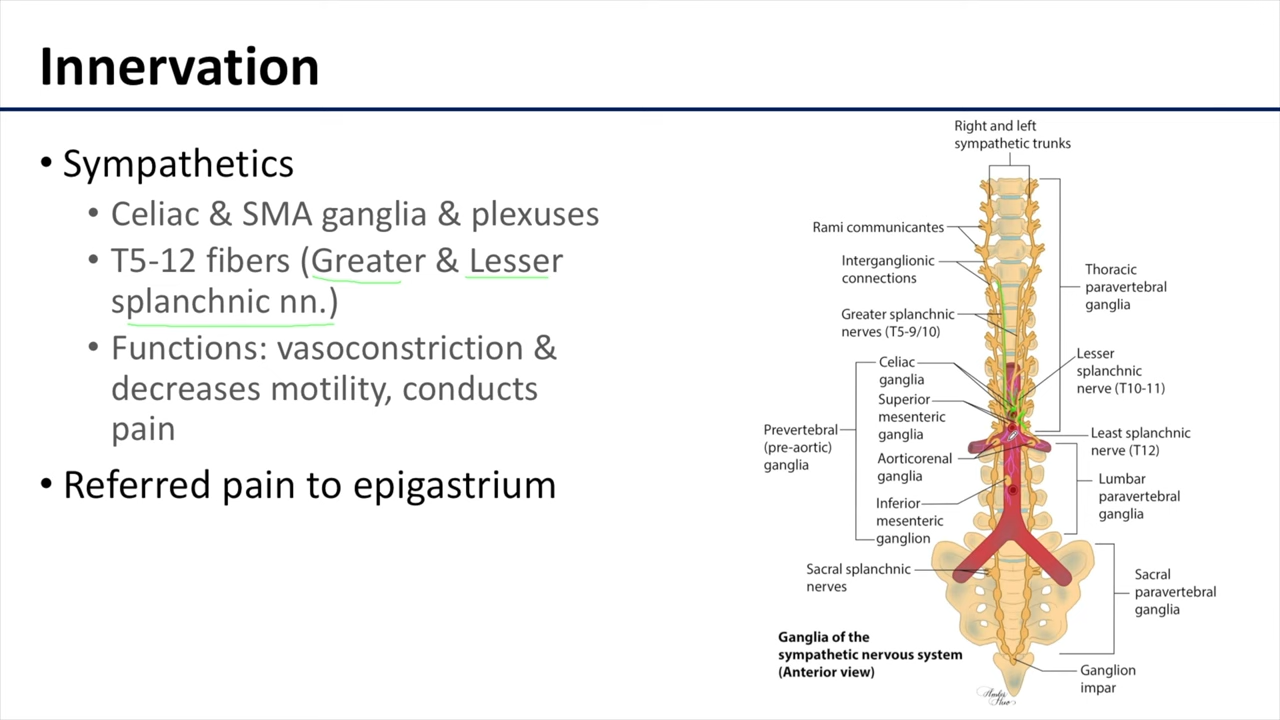 Innervation
• Sympathetics
• Celiac & SMA ganglia & plexuses
• T5-12 fibers (Greater & Lesser
splanchnic nn.)
• Functions: vasoconstriction &
decreases motility, conducts
pain
• Referred pain to epigastrium
Right and left
sympathetic trunks
Rami communicantes
Interganglionic
connections
Greater splanchnic
nerves (T5-9/10)
Celiac
ganglia
Superior
mesenteric
ganglia
Prevertebral
(pre-aortic)
ganglia
Aorticorenal
ganglia
Inferior
mesenteric
ganglion
Sacral splanchnic
nerves
Thoracic
paravertebral
ganglia
Lesser
splanchnic
nerve (T10-11)
Least splanchnic
nerve (T12)
Lumbar
paravertebral
ganglia
Sacral
paravertebral
ganglia
Ganglion
impar
Ganglia of the
sympathetic nervous system
(Anterior view)